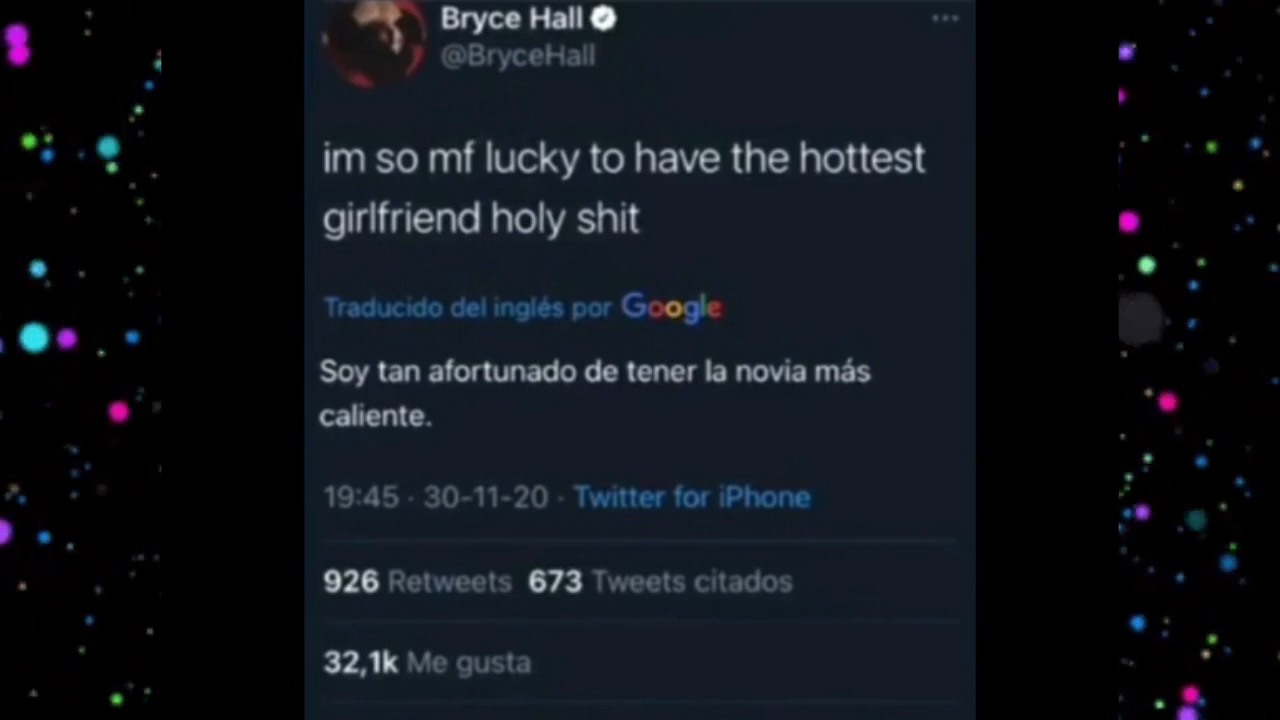 Bryce Hall
@BryceHall
im so mf lucky to have the hottest
girlfriend holy shit
Traducido del inglés por Google
Soy tan afortunado de tener la novia más
caliente.
19:45 · 30-11-20 · Twitter for iPhone
926 Retweets 673 Tweets citados
32,1k Me gusta